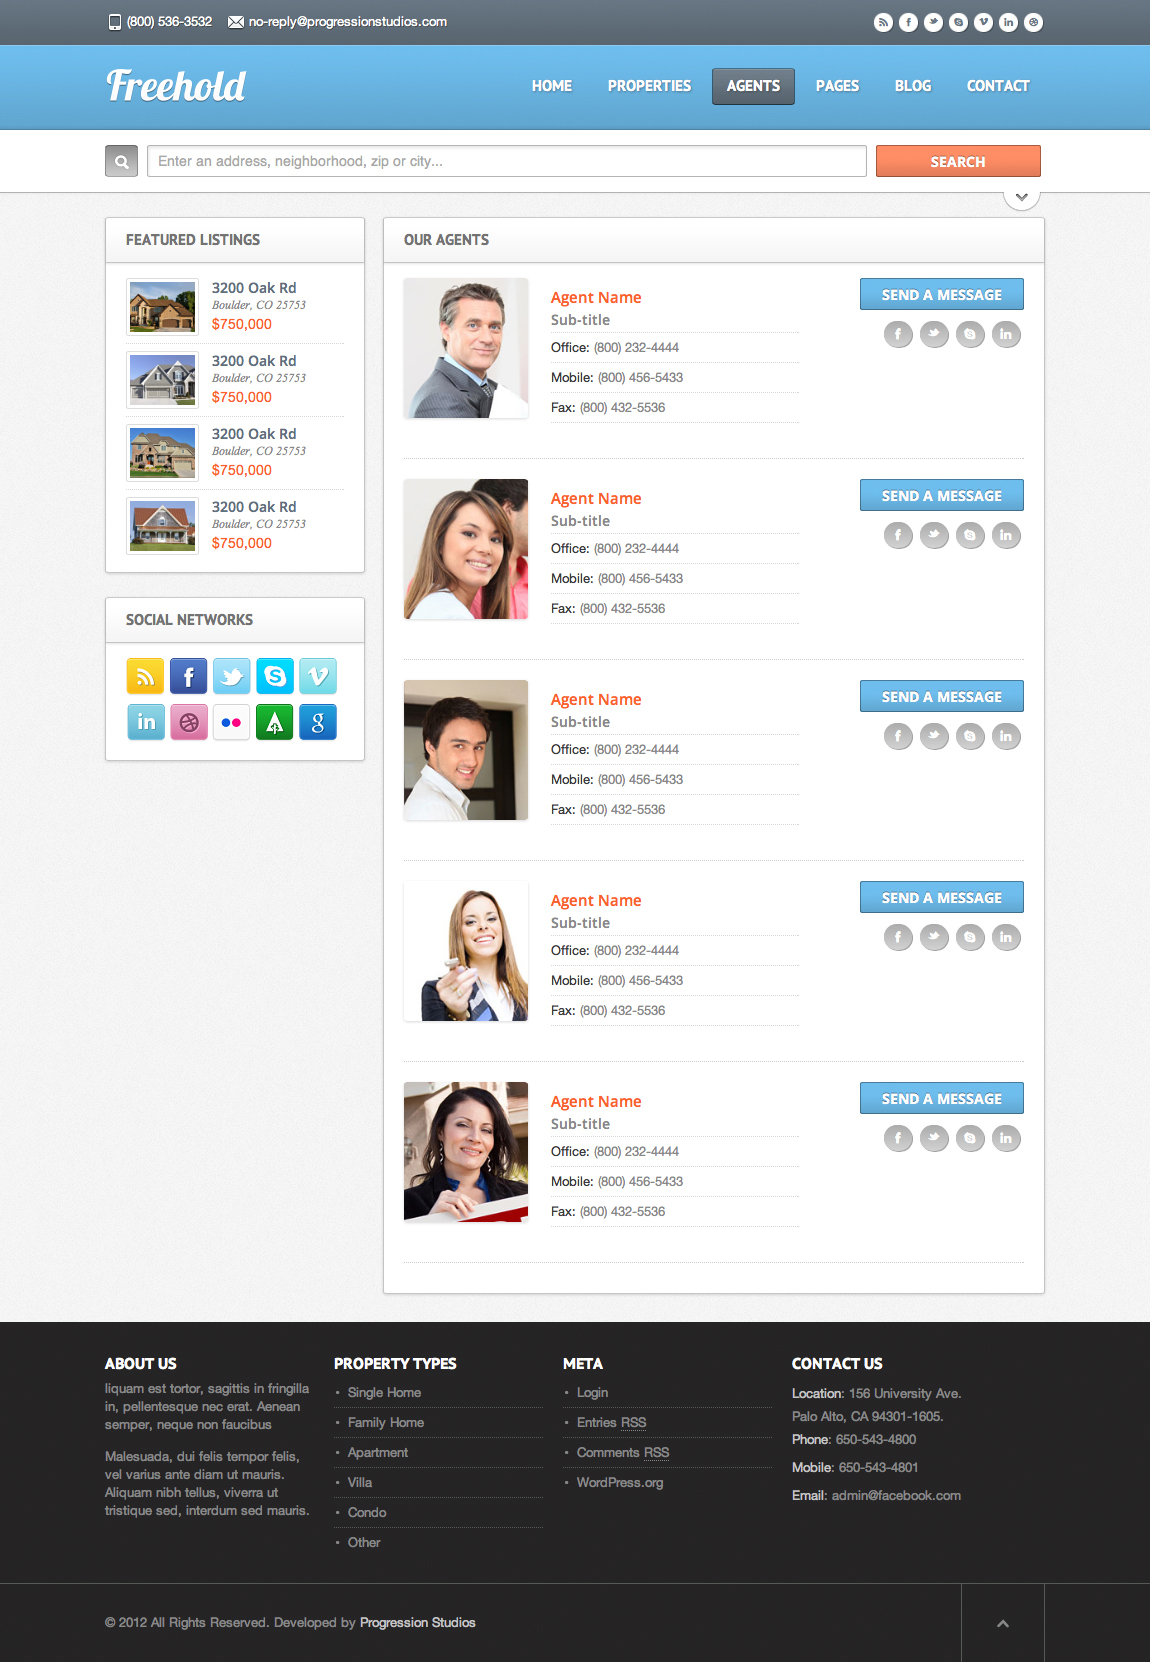 (800) 536-3532 no-reply@progressionstudios.com
Freehold
HOME PROPERTIES AGENTS PAGES BLOG CONTACT
Enter an address, neighborhood, zip or city...
SEARCH
FEATURED LISTINGS
3200 Oak Rd
Boulder, CO 25753
$750,000
3200 Oak Rd
Boulder, CO 25753
$750,000
3200 Oak Rd
Boulder, CO 25753
$750,000
3200 Oak Rd
Boulder, CO 25753
$750,000
SOCIAL NETWORKS
OUR AGENTS
Agent Name
Sub-title
Office: (800) 232-4444
Mobile: (800) 456-5433
Fax: (800) 432-5536
SEND A MESSAGE
Agent Name
Sub-title
Office: (800) 232-4444
Mobile: (800) 456-5433
Fax: (800) 432-5536
SEND A MESSAGE
Agent Name
Sub-title
Office: (800) 232-4444
Mobile: (800) 456-5433
Fax: (800) 432-5536
SEND A MESSAGE
Agent Name
Sub-title
Office: (800) 232-4444
Mobile: (800) 456-5433
Fax: (800) 432-5536
SEND A MESSAGE
Agent Name
Sub-title
Office: (800) 232-4444
Mobile: (800) 456-5433
Fax: (800) 432-5536
SEND A MESSAGE
ABOUT US
liquam est tortor, sagittis in fringilla
in, pellentesque nec erat. Aenean
semper, neque non faucibus
Malesuada, dui felis tempor felis,
vel varius ante diam ut mauris.
Aliquam nibh tellus, viverra ut
tristique sed, interdum sed mauris.
PROPERTY TYPES
Single Home
Family Home
Apartment
Villa
Condo
Other
META
Login
Entries RSS
Comments RSS
WordPress.org
CONTACT US
Location: 156 University Ave.
Palo Alto, CA 94301-1605.
Phone: 650-543-4800
Mobile: 650-543-4801
Email: admin@facebook.com
© 2012 All Rights Reserved. Developed by Progression Studios